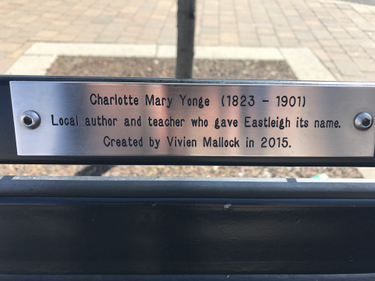 Charlotte Mary Yonge (1823 - 1901)
Local author and teacher who gave Eastleigh its name.
Created by Vivien Mallock in 2015.